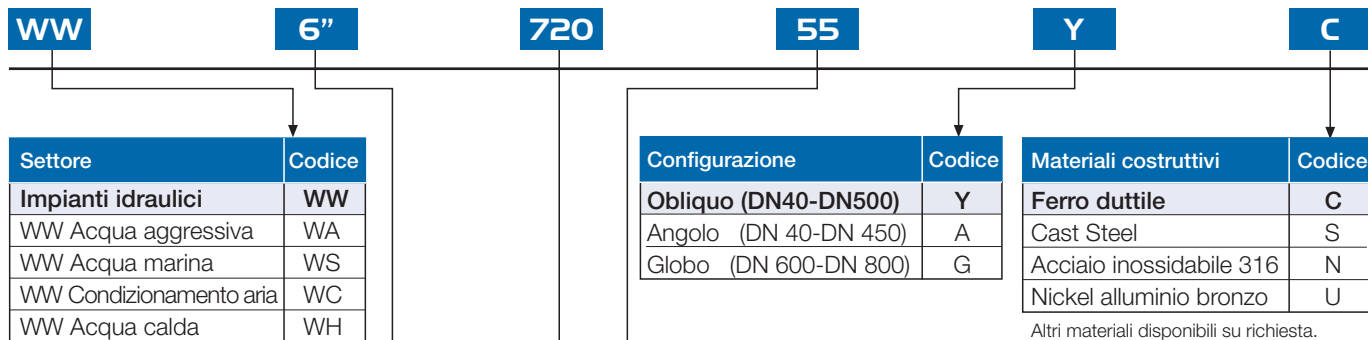 WW 6” 720 55 Y C
Settore Codice
Impianti idraulici WW
WW Acqua aggressiva WA
WW Acqua marina WS
WW Condizionamento aria WC
WW Acqua calda WH
Configurazione Codice
Obliquo (DN40-DN500) Y
Angolo (DN 40-DN 450) A
Globo (DN 600-DN 800) G
Materiali costruttivi Codice
Ferro duttile C
Cast Steel S
Acciaio inossidabile 316 N
Nickel alluminio bronzo U
Altri materiali disponibili su richiesta.